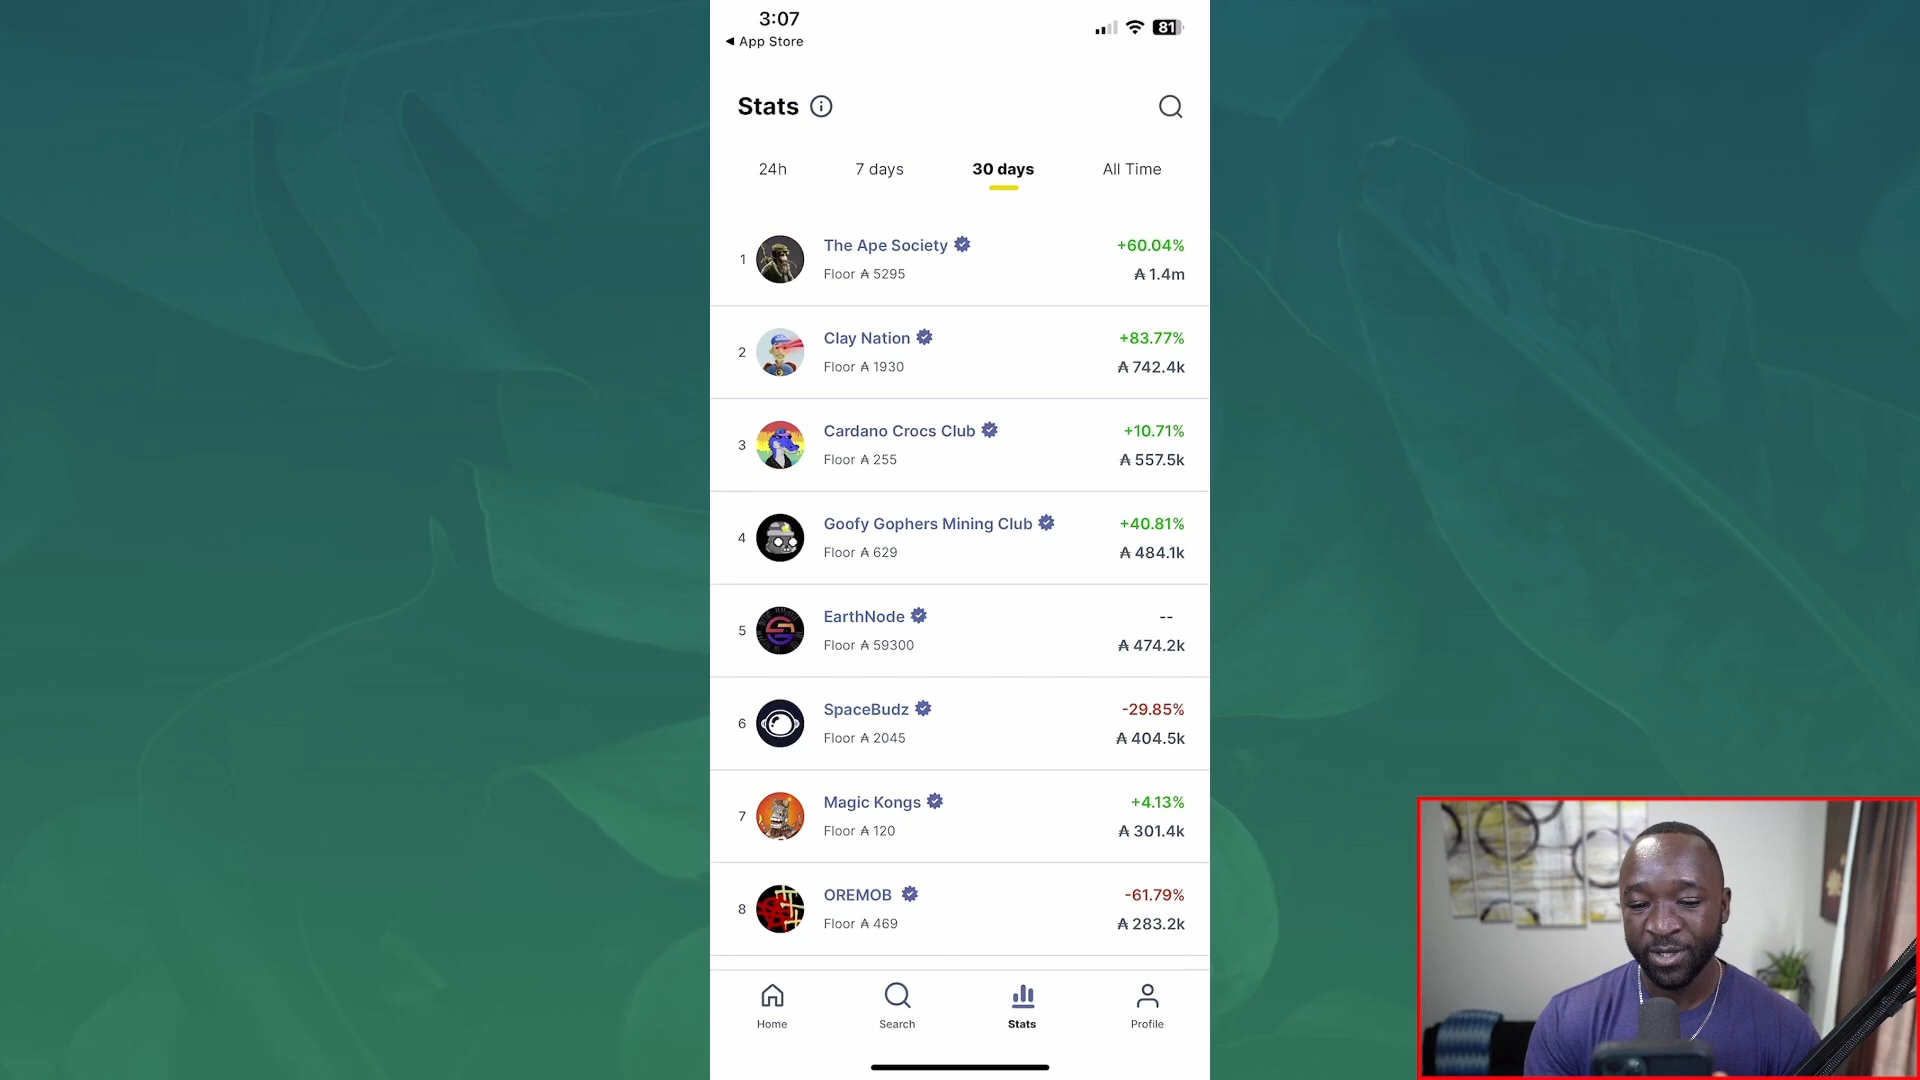 3:07
81
◀ App Store
Stats
24h 7 days 30 days All Time
1 The Ape Society +60.04%
Floor ₳ 5295 ₳ 1.4m
2 Clay Nation +83.77%
Floor ₳ 1930 ₳ 742.4k
3 Cardano Crocs Club +10.71%
Floor ₳ 255 ₳ 557.5k
4 Goofy Gophers Mining Club +40.81%
Floor ₳ 629 ₳ 484.1k
5 EarthNode --
Floor ₳ 59300 ₳ 474.2k
6 SpaceBudz -29.85%
Floor ₳ 2045 ₳ 404.5k
7 Magic Kongs +4.13%
Floor ₳ 120 ₳ 301.4k
8 OREMOB -61.79%
Floor ₳ 469 ₳ 283.2k
Home Search Stats Profile